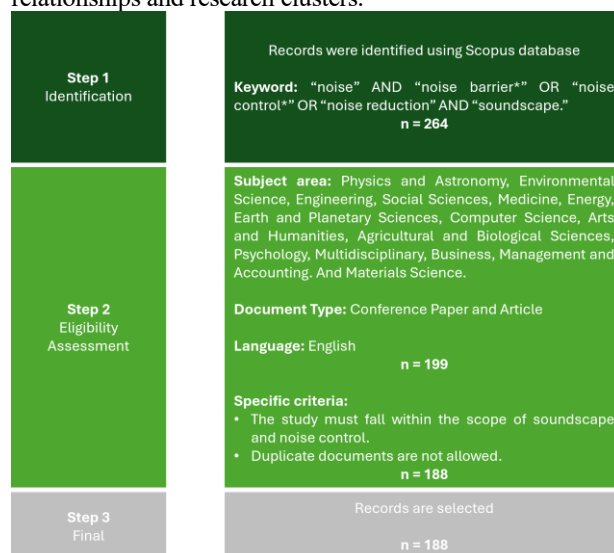 relationships and research clusters.
Step 1
Identification
Records were identified using Scopus database
Keyword: “noise” AND “noise barrier*” OR “noise
control*” OR “noise reduction” AND “soundscape.”
n = 264
Step 2
Eligibility
Assessment
Subject area: Physics and Astronomy, Environmental
Science, Engineering, Social Sciences, Medicine, Energy,
Earth and Planetary Sciences, Computer Science, Arts
and Humanities, Agricultural and Biological Sciences,
Psychology, Multidisciplinary, Business, Management and
Accounting. And Materials Science.
Document Type: Conference Paper and Article
Language: English
n = 199
Specific criteria:
• The study must fall within the scope of soundscape
and noise control.
• Duplicate documents are not allowed.
n = 188
Step 3
Final
Records are selected
n = 188